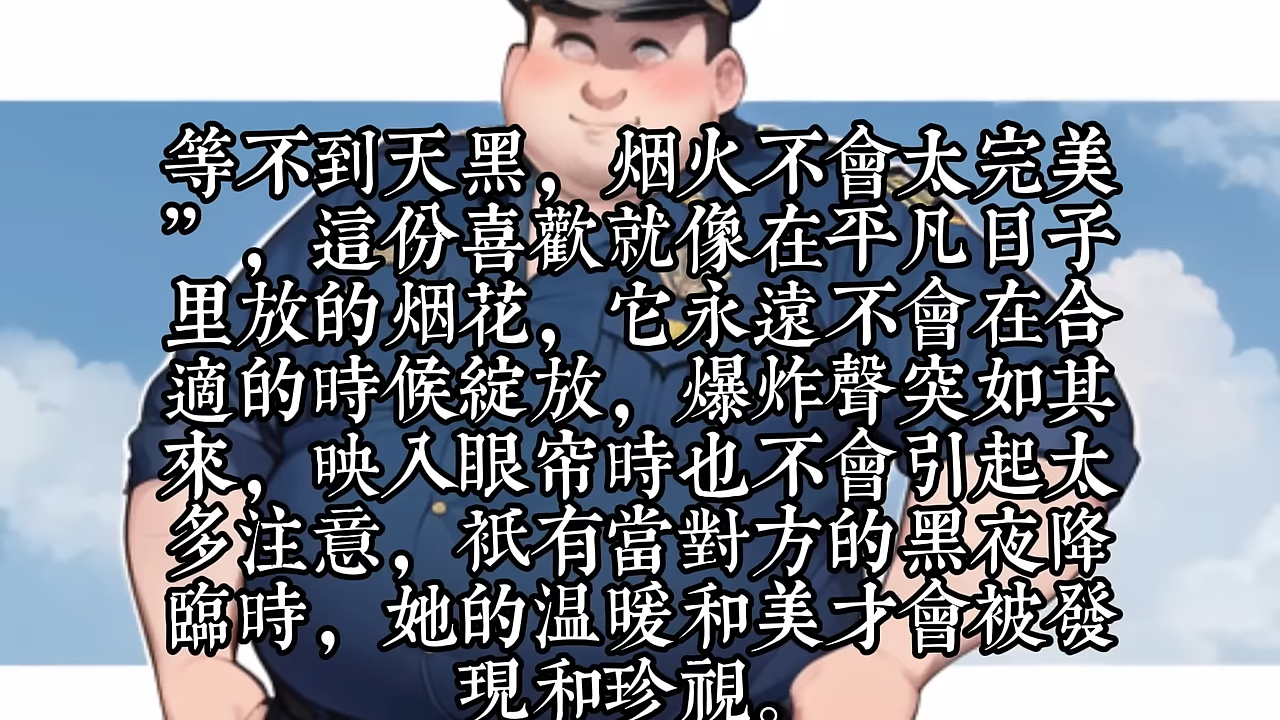 等不到天黑，烟火不會太完美
”，這份喜歡就像在平凡日子
里放的烟花，它永遠不會在合
適的時候綻放，爆炸聲突如其
來，映入眼帘時也不會引起太
多注意，祇有當對方的黑夜降
臨時，她的温暖和美才會被發
現和珍視。